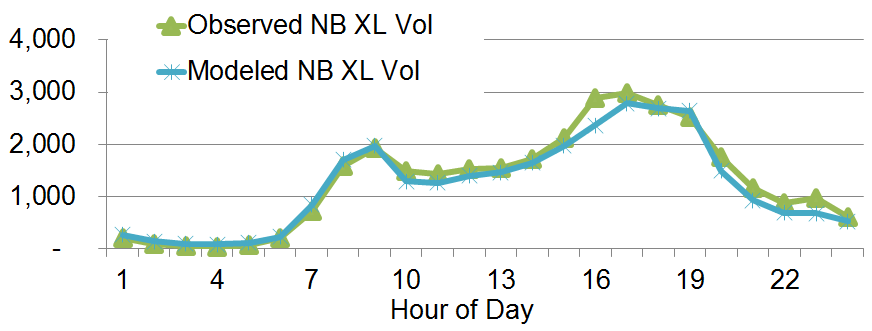 4,000
Observed NB XL Vol
Modeled NB XL Vol
3,000
2,000
1,000
-
1 4 7 10 13 16 19 22
Hour of Day